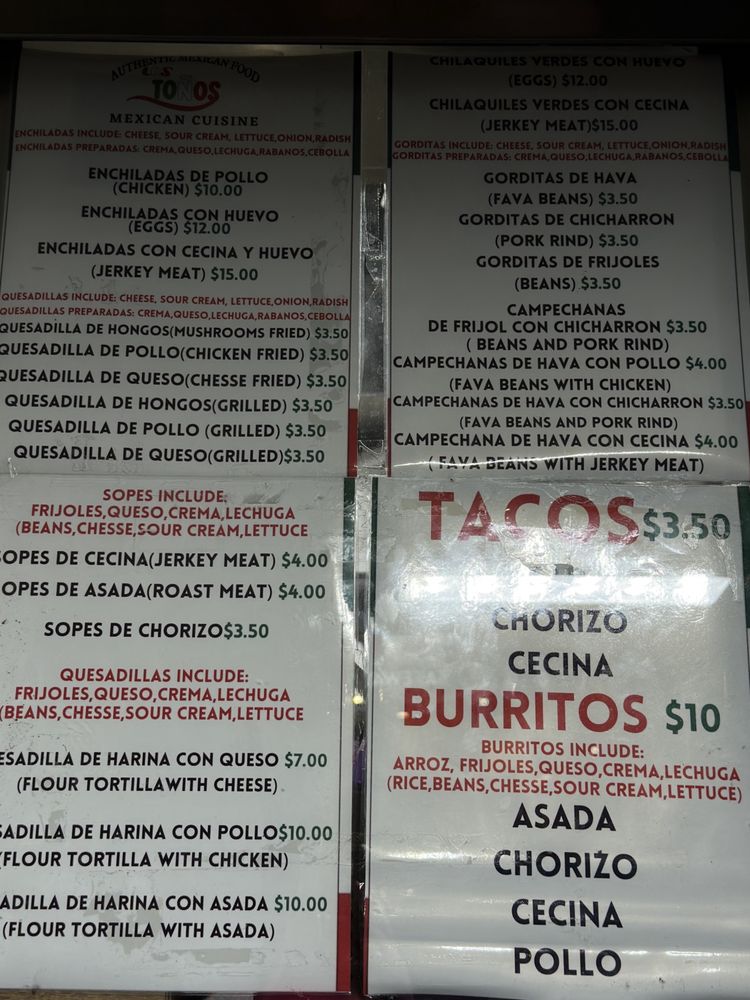 AUTHENTIC MEXICAN FOOD
TOÑOS
MEXICAN CUISINE
ENCHILADAS INCLUDE: CHEESE, SOUR CREAM, LETTUCE,ONION,RADISH
ENCHILADAS PREPARADAS: CREMA,QUESO,LECHUGA,RABANOS,CEBOLLA
ENCHILADAS DE POLLO
(CHICKEN) $10.00
ENCHILADAS CON HUEVO
(EGGS) $12.00
ENCHILADAS CON CECINA Y HUEVO
(JERKEY MEAT) $15.00
QUESADILLAS INCLUDE: CHEESE, SOUR CREAM, LETTUCE,ONION,RADISH
QUESADILLAS PREPARADAS: CREMA,QUESO,LECHUGA,RABANOS,CEBOLLA
QUESADILLA DE HONGOS(MUSHROOMS FRIED) $3.50
QUESADILLA DE POLLO(CHICKEN FRIED) $3.50
QUESADILLA DE QUESO(CHESSE FRIED) $3.50
QUESADILLA DE HONGOS(GRILLED) $3.50
QUESADILLA DE POLLO (GRILLED) $3.50
QUESADILLA DE QUESO(GRILLED)$3.50
CHILAQUILES VERDES CON HUEVO
(EGGS) $12.00
CHILAQUILES VERDES CON CECINA
(JERKEY MEAT)$15.00
GORDITAS INCLUDE: CHEESE, SOUR CREAM, LETTUCE,ONION,RADISH
GORDITAS PREPARADAS: CREMA,QUESO,LECHUGA,RABANOS,CEBOLLA
GORDITAS DE HAVA
(FAVA BEANS) $3.50
GORDITAS DE CHICHARRON
(PORK RIND) $3.50
GORDITAS DE FRIJOLES
(BEANS) $3.50
CAMPECHANAS
DE FRIJOL CON CHICHARRON $3.50
( BEANS AND PORK RIND)
CAMPECHANAS DE HAVA CON POLLO $4.00
(FAVA BEANS WITH CHICKEN)
CAMPECHANAS DE HAVA CON CHICHARRON $3.50
(FAVA BEANS AND PORK RIND)
CAMPECHANA DE HAVA CON CECINA $4.00
( FAVA BEANS WITH JERKEY MEAT)
SOPES INCLUDE:
FRIJOLES,QUESO,CREMA,LECHUGA
(BEANS,CHESSE,SOUR CREAM,LETTUCE
SOPES DE CECINA(JERKEY MEAT) $4.00
OPES DE ASADA(ROAST MEAT) $4.00
SOPES DE CHORIZO$3.50
QUESADILLAS INCLUDE:
FRIJOLES,QUESO,CREMA,LECHUGA
(BEANS,CHESSE,SOUR CREAM,LETTUCE
ESADILLA DE HARINA CON QUESO $7.00
(FLOUR TORTILLAWITH CHEESE)
SADILLA DE HARINA CON POLLO$10.00
(FLOUR TORTILLA WITH CHICKEN)
ADILLA DE HARINA CON ASADA $10.00
(FLOUR TORTILLA WITH ASADA)
TACOS $3.50
CHORIZO
CECINA
BURRITOS $10
BURRITOS INCLUDE:
ARROZ, FRIJOLES,QUESO,CREMA,LECHUGA
(RICE,BEANS,CHESSE,SOUR CREAM,LETTUCE)
ASADA
CHORIZO
CECINA
POLLO